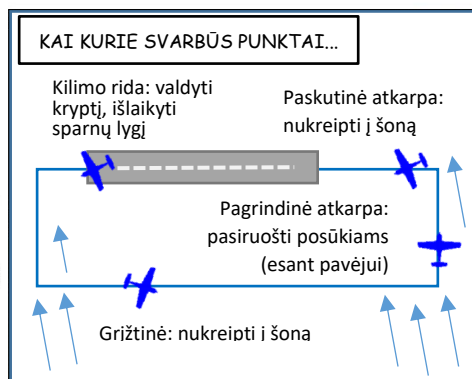 KAI KURIE SVARBŪS PUNKTAI...
Kilimo rida: valdyti
kryptį, išlaikyti
sparnų lygį
Paskutinė atkarpa:
nukreipti į šoną
Pagrindinė atkarpa:
pasiruošti posūkiams
(esant pavėjui)
Grįžtinė: nukreipti į šoną